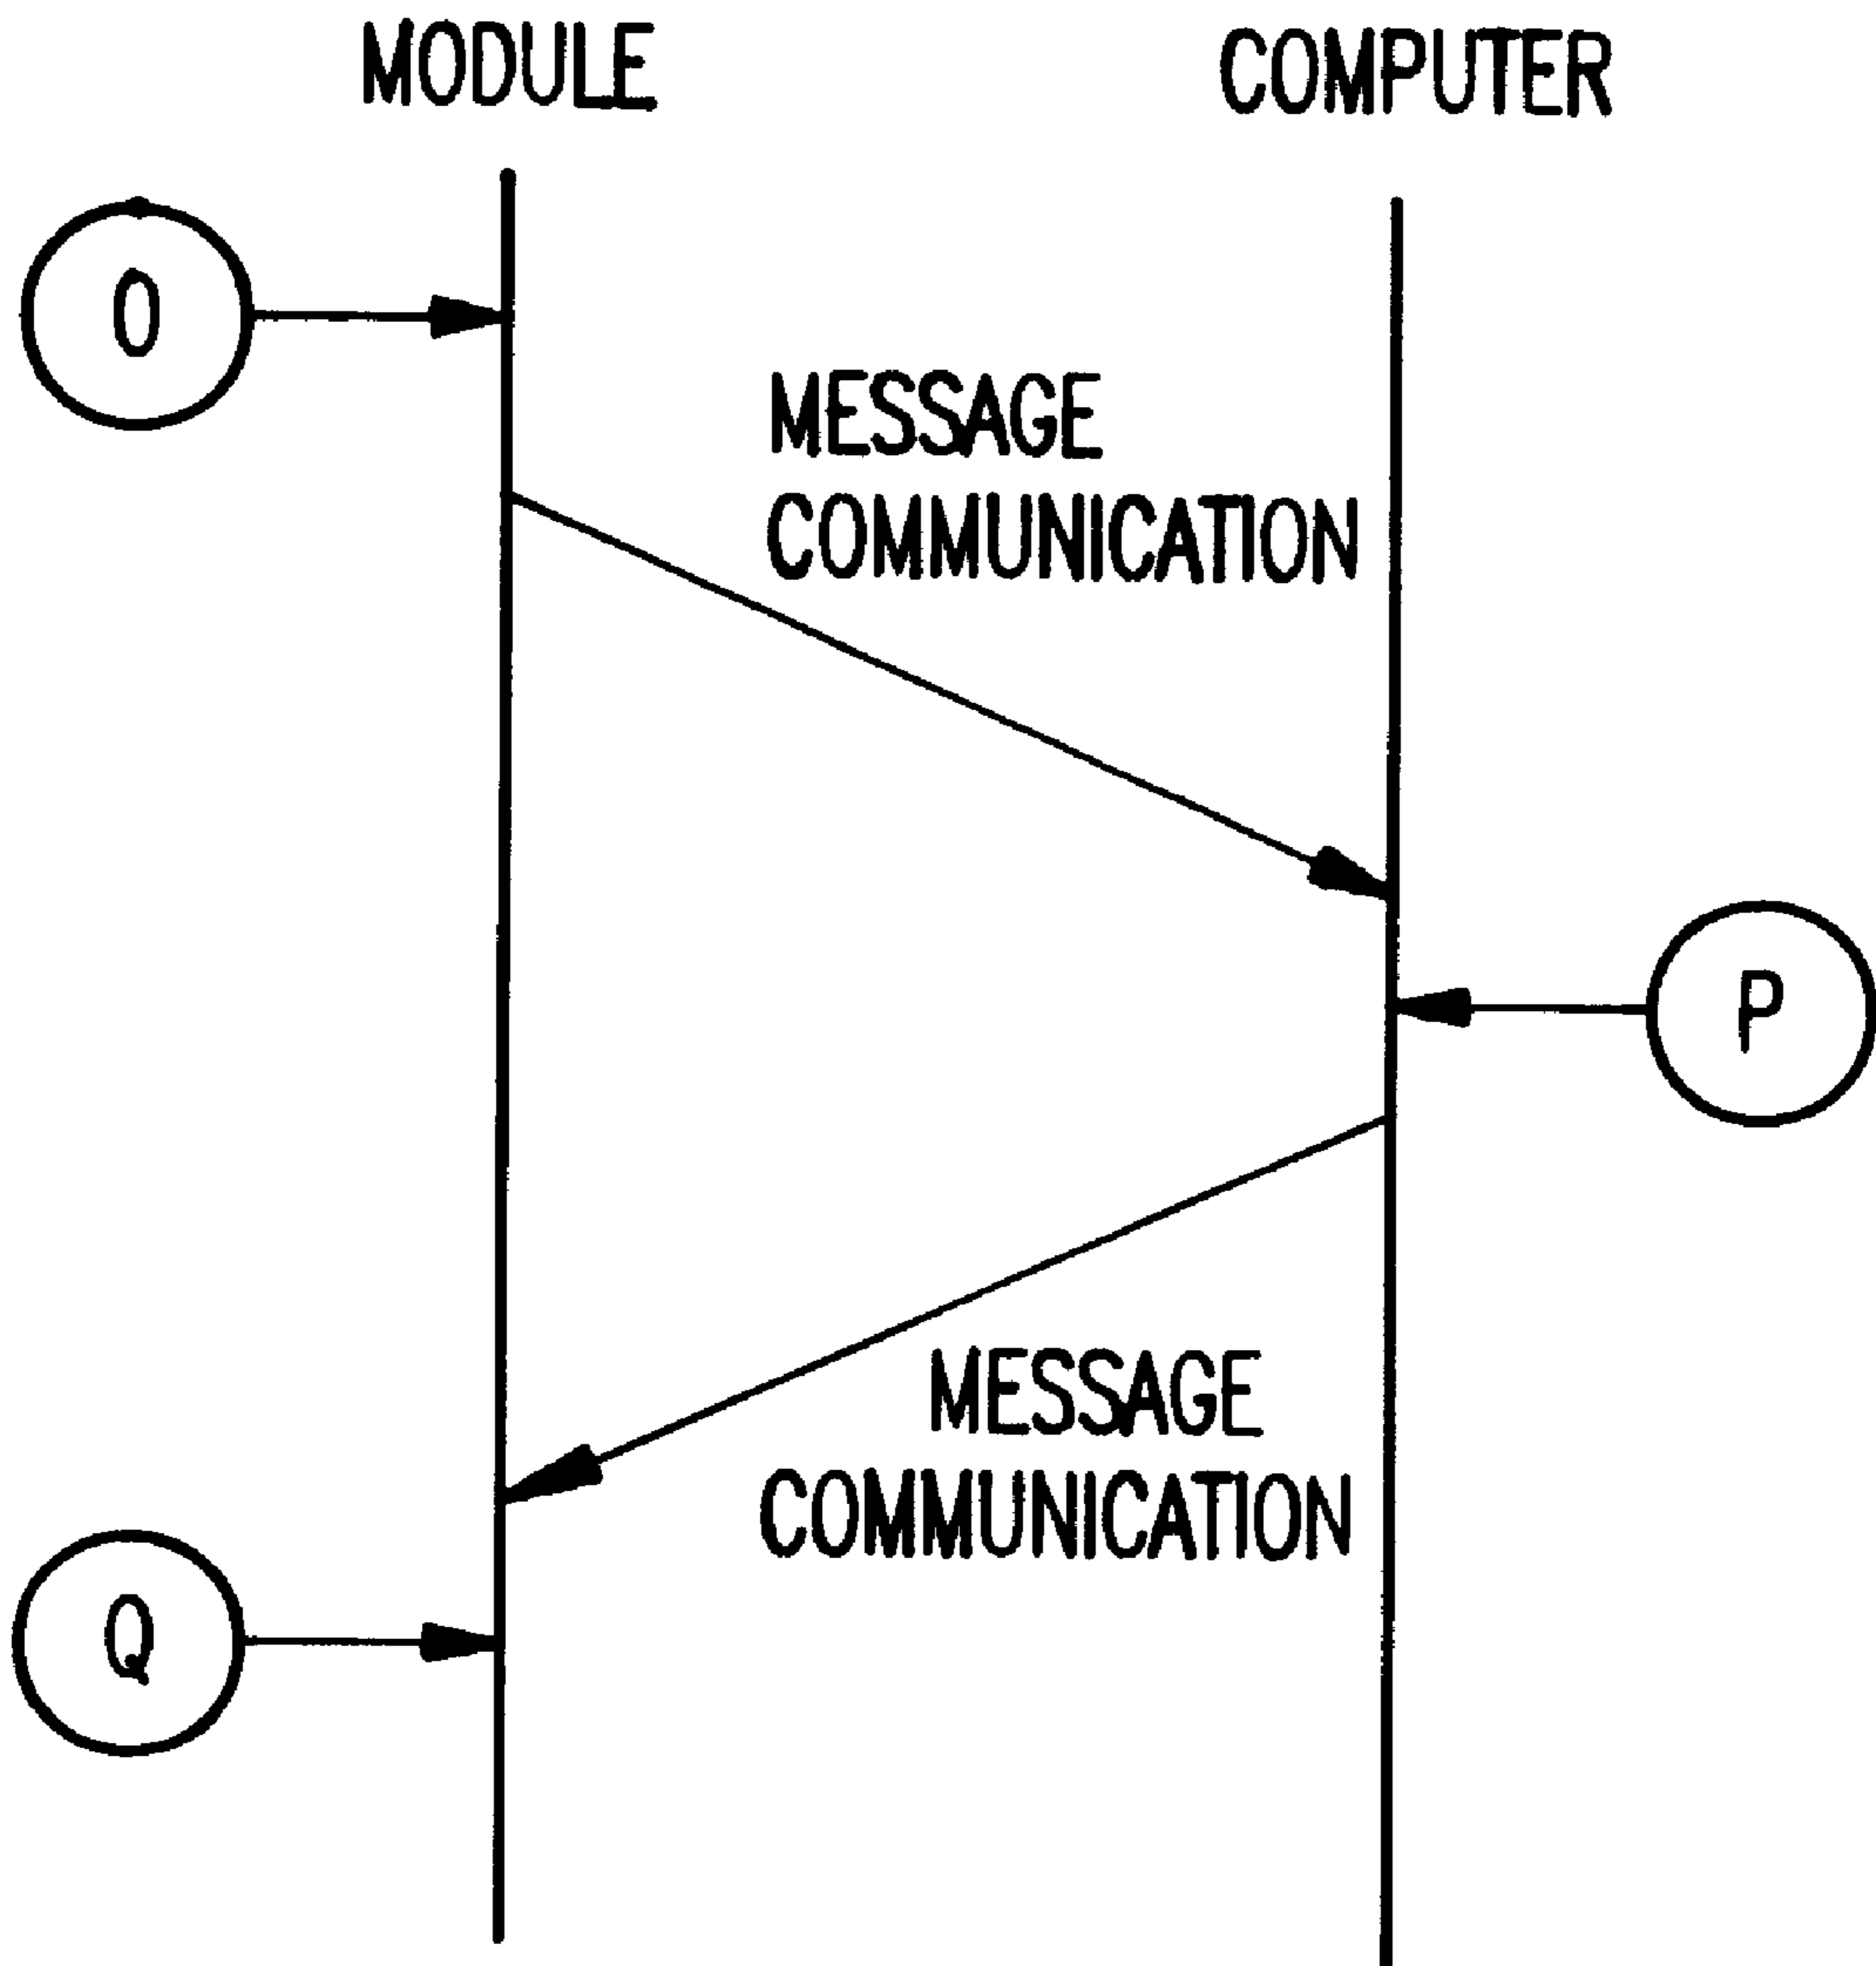 MODULE COMPUTER
O
MESSAGE
COMMUNICATION
P
MESSAGE
COMMUNICATION
Q